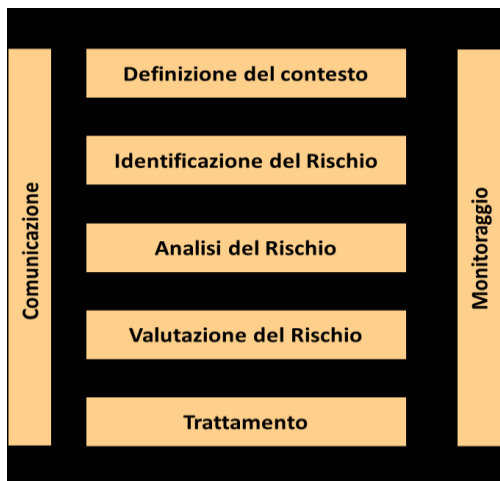 Comunicazione
Definizione del contesto
Identificazione del Rischio
Analisi del Rischio
Valutazione del Rischio
Trattamento
Monitoraggio